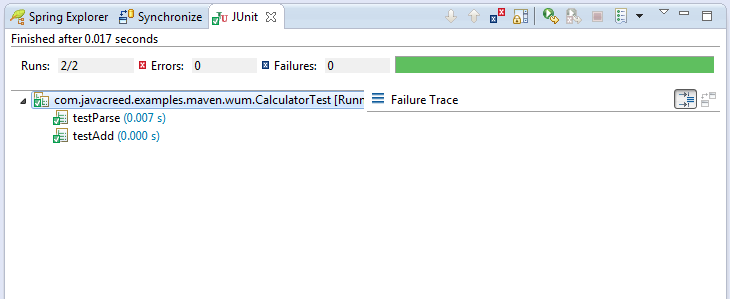 Spring Explorer Synchronize JUnit
Finished after 0.017 seconds
Runs: 2/2 Errors: 0 Failures: 0
com.javacreed.examples.maven.wum.CalculatorTest [Runn
Failure Trace
testParse (0.007 s)
testAdd (0.000 s)